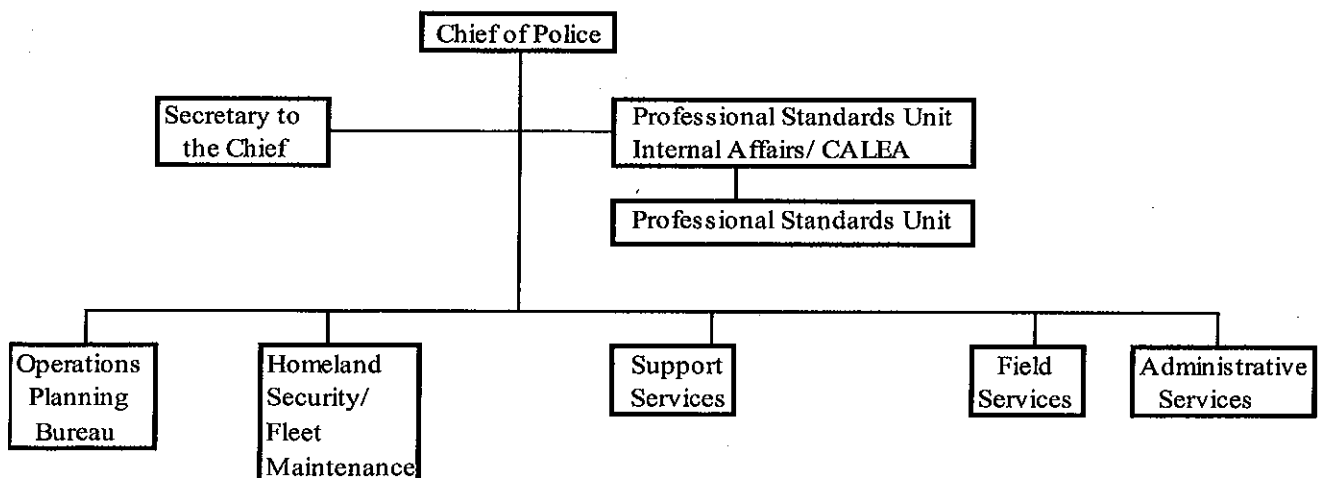 Chief of Police
Secretary to
the Chief
Professional Standards Unit
Internal Affairs/ CALEA
Professional Standards Unit
Operations
Planning
Bureau
Homeland
Security/
Fleet
Maintenance
Support
Services
Field
Services
Administrative
Services